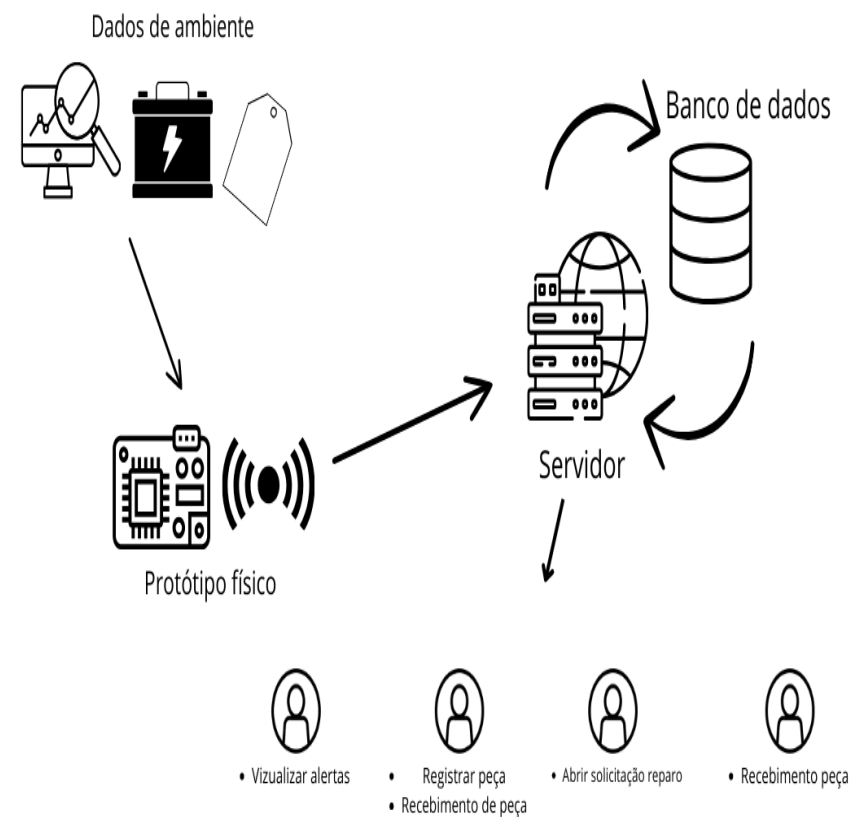 Dados de ambiente
Banco de dados
Servidor
Protótipo físico
• Vizualizar alertas
• Registrar peça
• Recebimento de peça
• Abrir solicitação reparo
• Recebimento peça